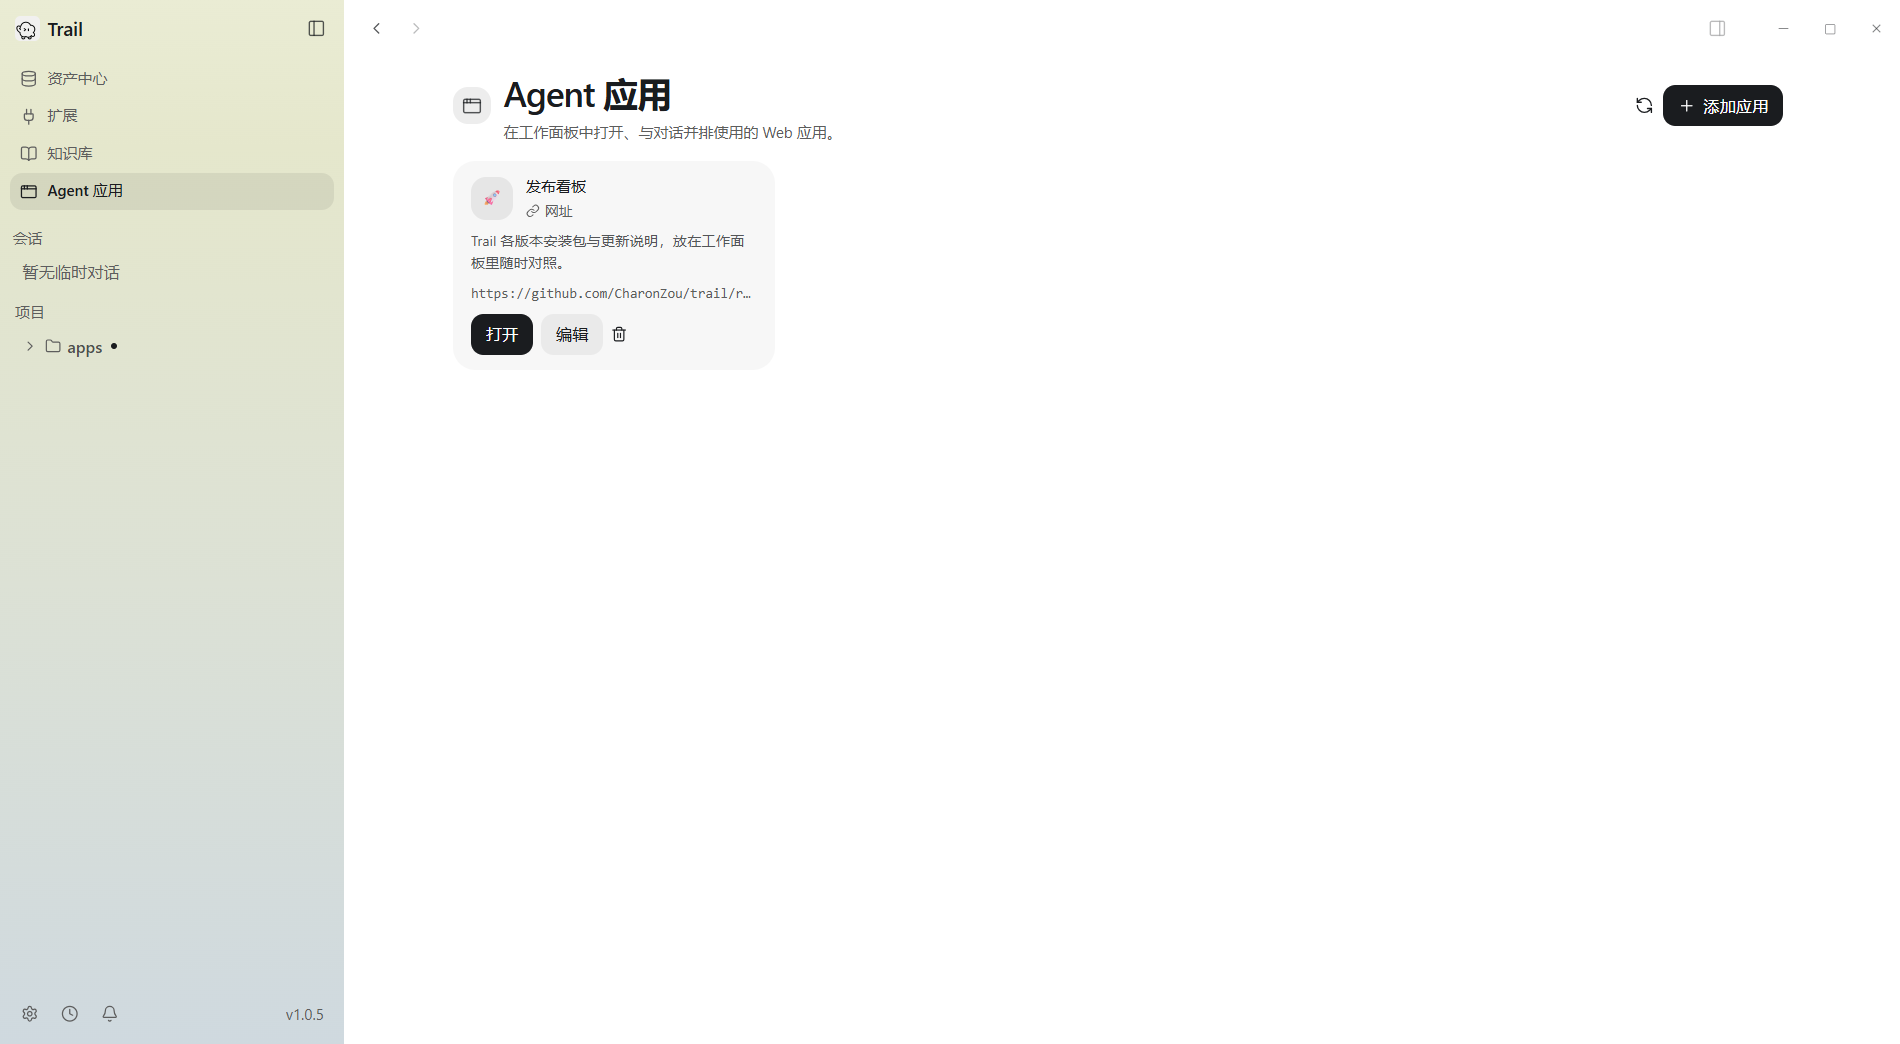 Trail
资产中心
扩展
知识库
Agent 应用
会话
暂无临时对话
项目
apps
v1.0.5
Agent 应用
在工作面板中打开、与对话并排使用的 Web 应用。
添加应用
发布看板
网址
Trail 各版本安装包与更新说明，放在工作面
板里随时对照。
https://github.com/CharonZou/trail/r…
打开
编辑